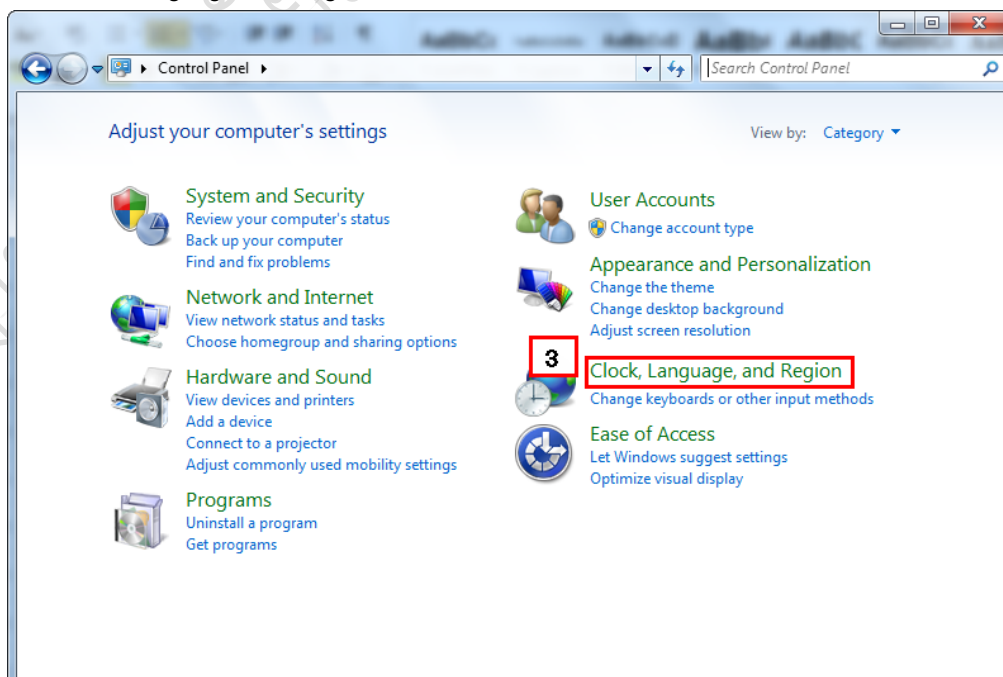 Control Panel
Search Control Panel
Adjust your computer's settings
View by: Category
System and Security
Review your computer's status
Back up your computer
Find and fix problems
Network and Internet
View network status and tasks
Choose homegroup and sharing options
Hardware and Sound
View devices and printers
Add a device
Connect to a projector
Adjust commonly used mobility settings
Programs
Uninstall a program
Get programs
User Accounts
Change account type
Appearance and Personalization
Change the theme
Change desktop background
Adjust screen resolution
3
Clock, Language, and Region
Change keyboards or other input methods
Ease of Access
Let Windows suggest settings
Optimize visual display